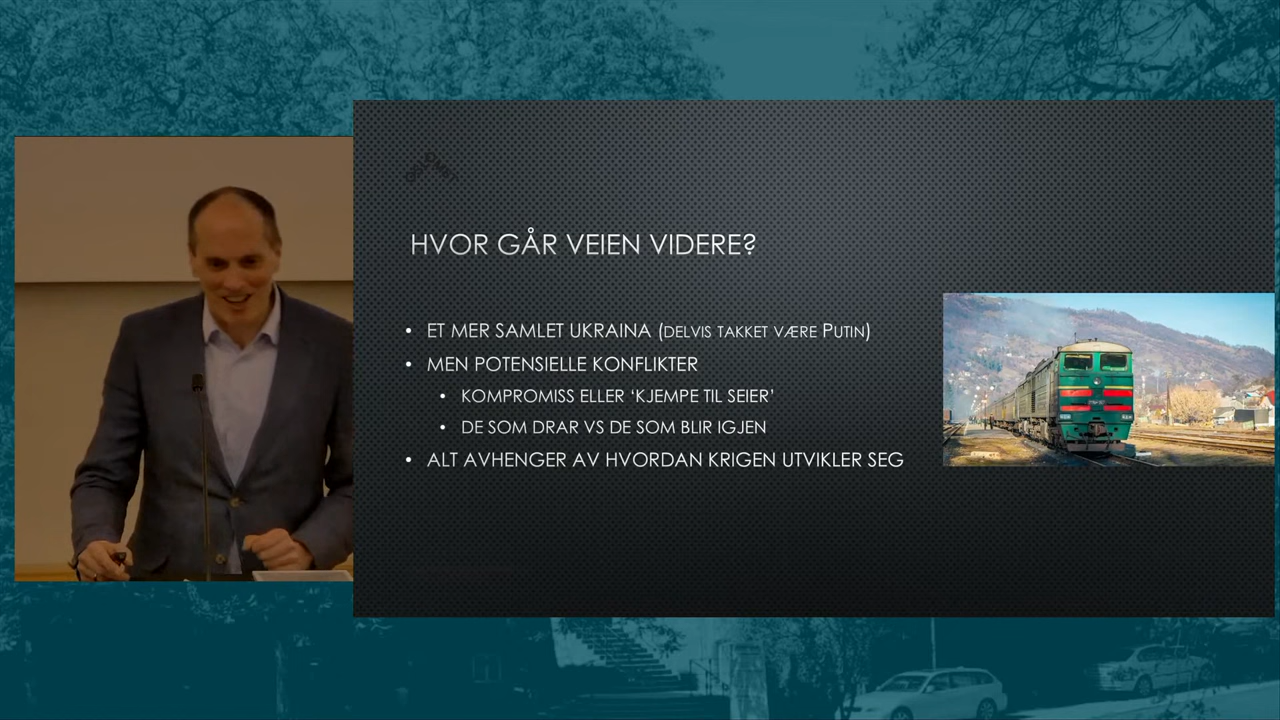 HVOR GÅR VEIEN VIDERE?
• ET MER SAMLET UKRAINA (DELVIS TAKKET VÆRE PUTIN)
• MEN POTENSIELLE KONFLIKTER
• KOMPROMISS ELLER ‘KJEMPE TIL SEIER’
• DE SOM DRAR VS DE SOM BLIR IGJEN
• ALT AVHENGER AV HVORDAN KRIGEN UTVIKLER SEG